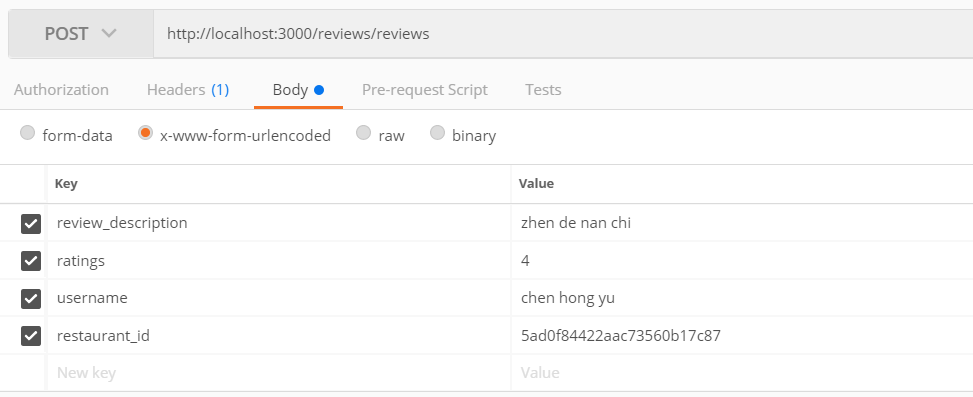 POST http://localhost:3000/reviews/reviews
Authorization Headers (1) Body Pre-request Script Tests
form-data x-www-form-urlencoded raw binary
Key Value
review_description zhen de nan chi
ratings 4
username chen hong yu
restaurant_id 5ad0f84422aac73560b17c87
New key Value